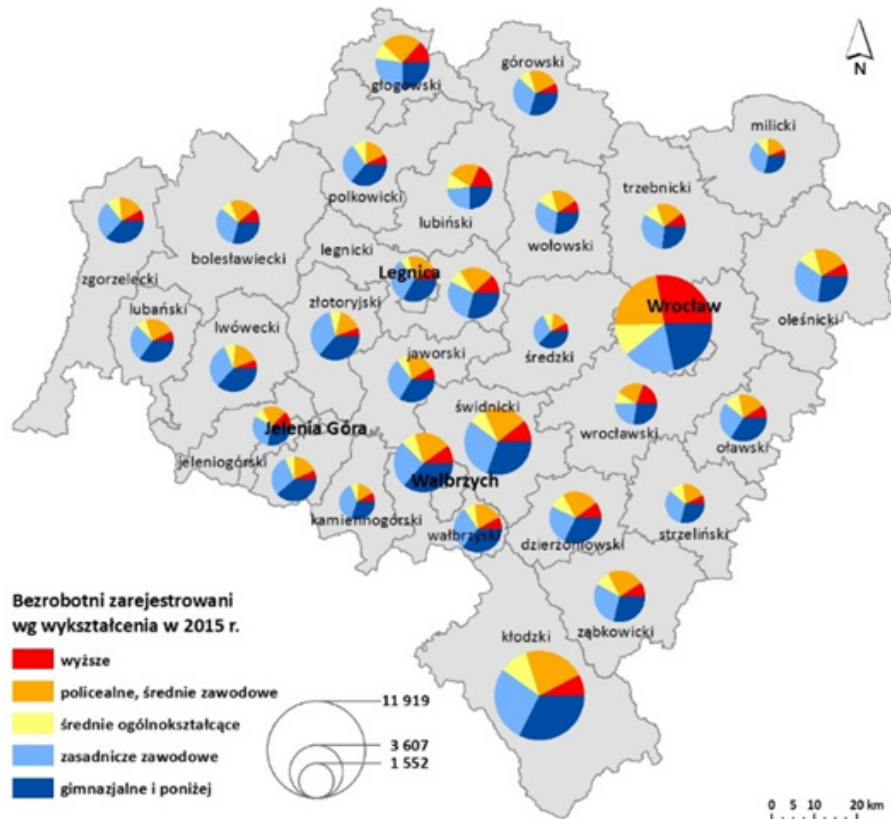 N
głogowski
górowski
milicki
polkowicki
lubiński
trzebnicki
wołowski
legnicki
bolesławiecki
zgorzelecki
Legnica
Wrocław
oleśnicki
lubański
lwówecki
złotoryjski
jaworski
średzki
świdnicki
wrocławski
oławski
Jelenia Góra
jeleniogórski
Wałbrzych
kamiennogórski
wałbrzyski
dzierżoniowski
strzeliński
ząbkowicki
kłodzki
Bezrobotni zarejestrowani
wg wykształcenia w 2015 r.
wyższe
policealne, średnie zawodowe
średnie ogólnokształcące
zasadnicze zawodowe
gimnazjalne i poniżej
11 919
3 607
1 552
0 5 10 20 km